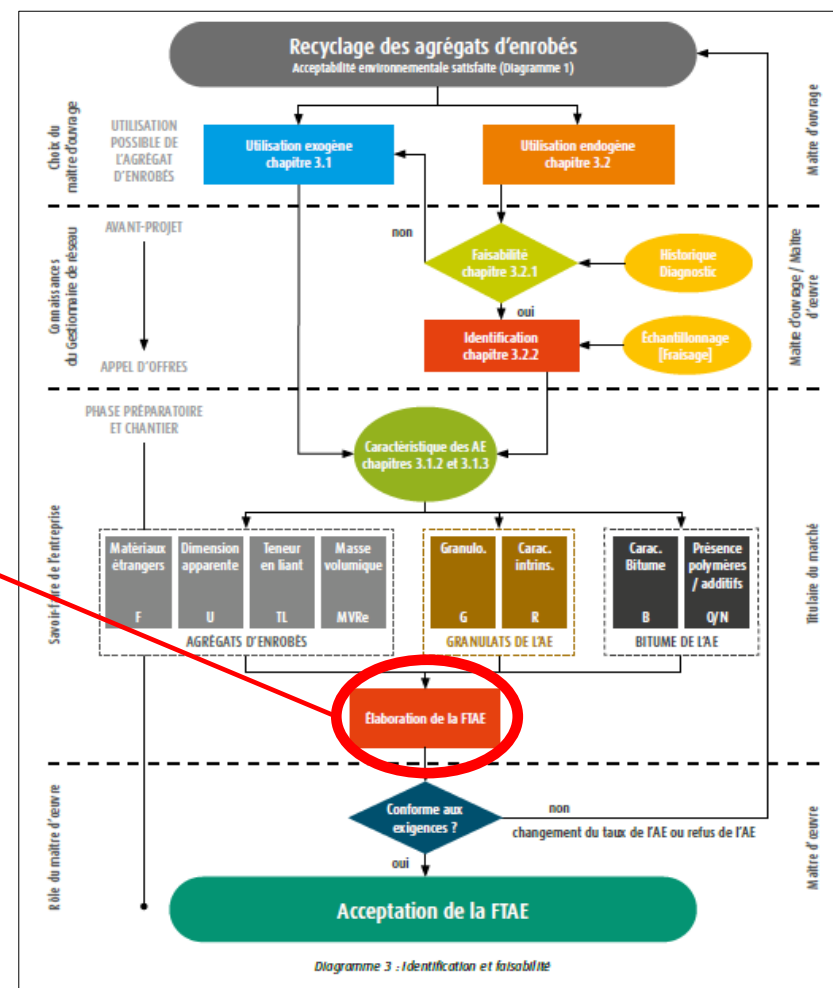 Recyclage des agrégats d'enrobés
Acceptabilité environnementale satisfaite (Diagramme 1)
Choix du
maître d'ouvrage
UTILISATION
POSSIBLE DE
L'AGRÉGAT
D'ENROBÉS
Utilisation exogène
chapitre 3.1
Utilisation endogène
chapitre 3.2
Maître d'ouvrage
Connaissances
du Gestionnaire de réseau
AVANT-PROJET
non
Faisabilité
chapitre 3.2.1
Historique
Diagnostic
oui
Identification
chapitre 3.2.2
Échantillonnage
[Fraisage]
APPEL D'OFFRES
Maître d'ouvrage / Maître
d'œuvre
Savoir-faire de l'entreprise
PHASE PRÉPARATOIRE
ET CHANTIER
Caractéristique des AE
chapitres 3.1.2 et 3.1.3
Matériaux
étrangers
F
Dimension
apparente
U
Teneur
en liant
TL
Masse
volumique
MVRe
AGRÉGATS D'ENROBÉS
Granulo.
G
Carac.
intrins.
R
GRANULATS DE L'AE
Carac.
Bitume
B
Présence
polymères
/ additifs
O/N
BITUME DE L'AE
Titulaire du marché
Élaboration de la FTAE
Rôle du maître d'œuvre
Conforme aux
exigences ?
non
changement du taux de l'AE ou refus de l'AE
oui
Maître d'œuvre
Acceptation de la FTAE
Diagramme 3 : Identification et faisabilité